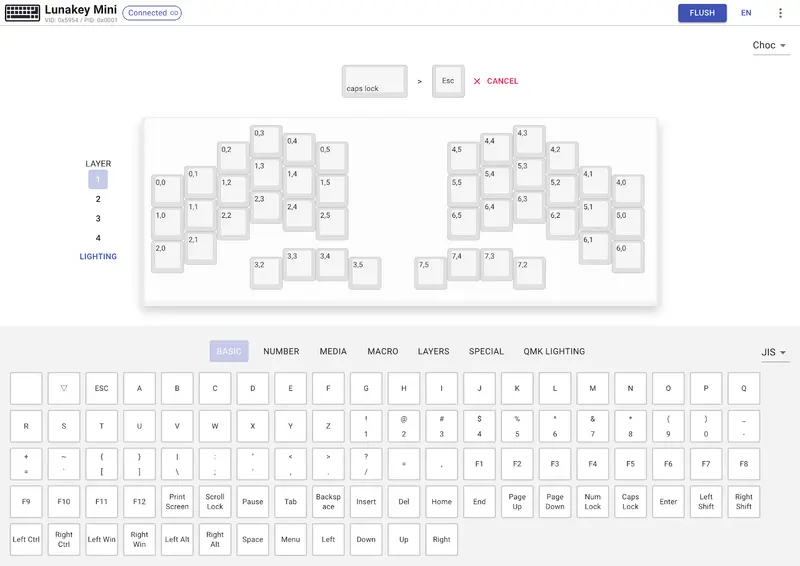 Lunakey Mini
VID: 0x5954 / PID: 0x0001
Connected
FLUSH
EN
Choc
caps lock
>
Esc
CANCEL
LAYER
1
2
3
4
LIGHTING
0,3 4,3
0,2 0,4 0,5 4,5 4,4 4,2
0,0 0,1 1,2 1,3 1,4 1,5 5,5 5,4 5,3 5,2 4,1 4,0
1,0 1,1 2,2 2,3 2,4 2,5 6,5 6,4 6,3 6,2 5,1 5,0
2,0 2,1 6,1 6,0
3,2 3,3 3,4 3,5 7,5 7,4 7,3 7,2
BASIC NUMBER MEDIA MACRO LAYERS SPECIAL QMK LIGHTING
JIS
▽ ESC A B C D E F G H I J K L M N O P Q
R S T U V W X Y Z ! 1 @ 2 # 3 $ 4 % 5 ^ 6 & 7 * 8 ( 9 ) 0 _ -
+ = ~ ` { [ } ] | \ : ; " ' < , > . ? / = , F1 F2 F3 F4 F5 F6 F7 F8
F9 F10 F11 F12 Print Screen Scroll Lock Pause Tab Backspace Insert Del Home End Page Up Page Down Num Lock Caps Lock Enter Left Shift Right Shift
Left Ctrl Right Ctrl Left Win Right Win Left Alt Right Alt Space Menu Left Down Up Right